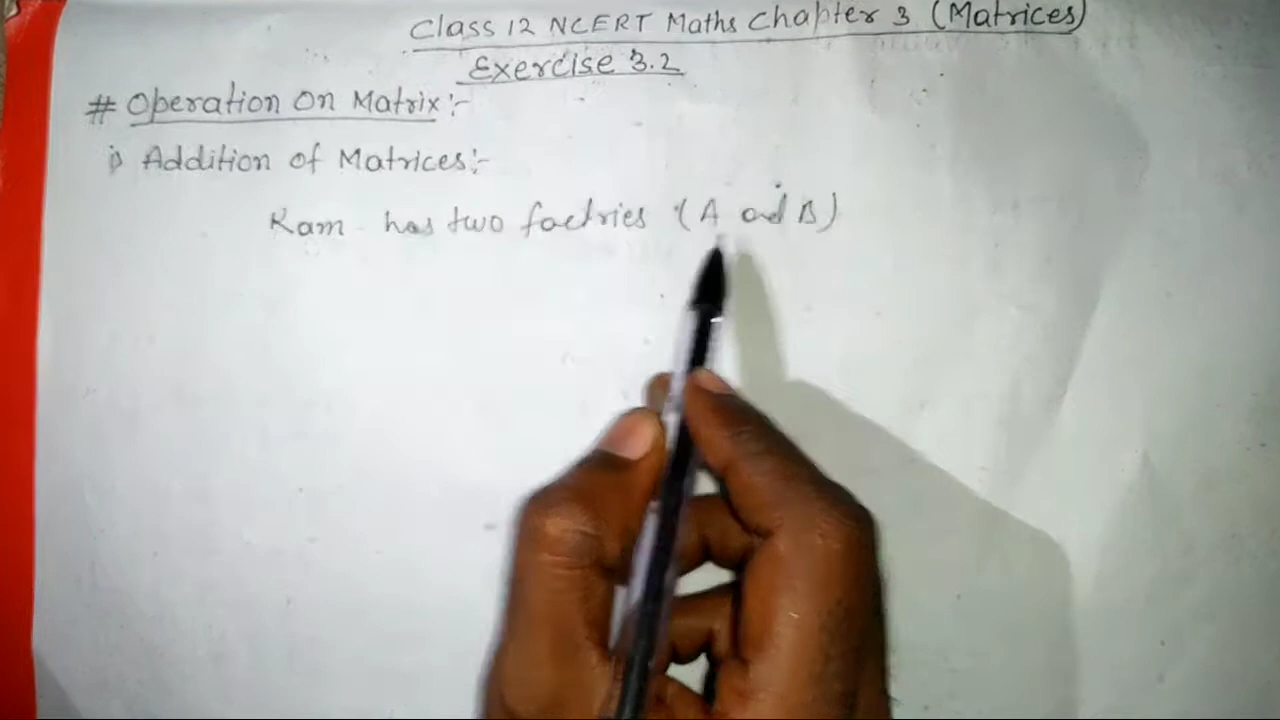 Class 12 NCERT Maths Chapter 3 (Matrices)
Exercise 3.2
# Operation On Matrix:-
i) Addition of Matrices:-
Ram has two factries (A and B)